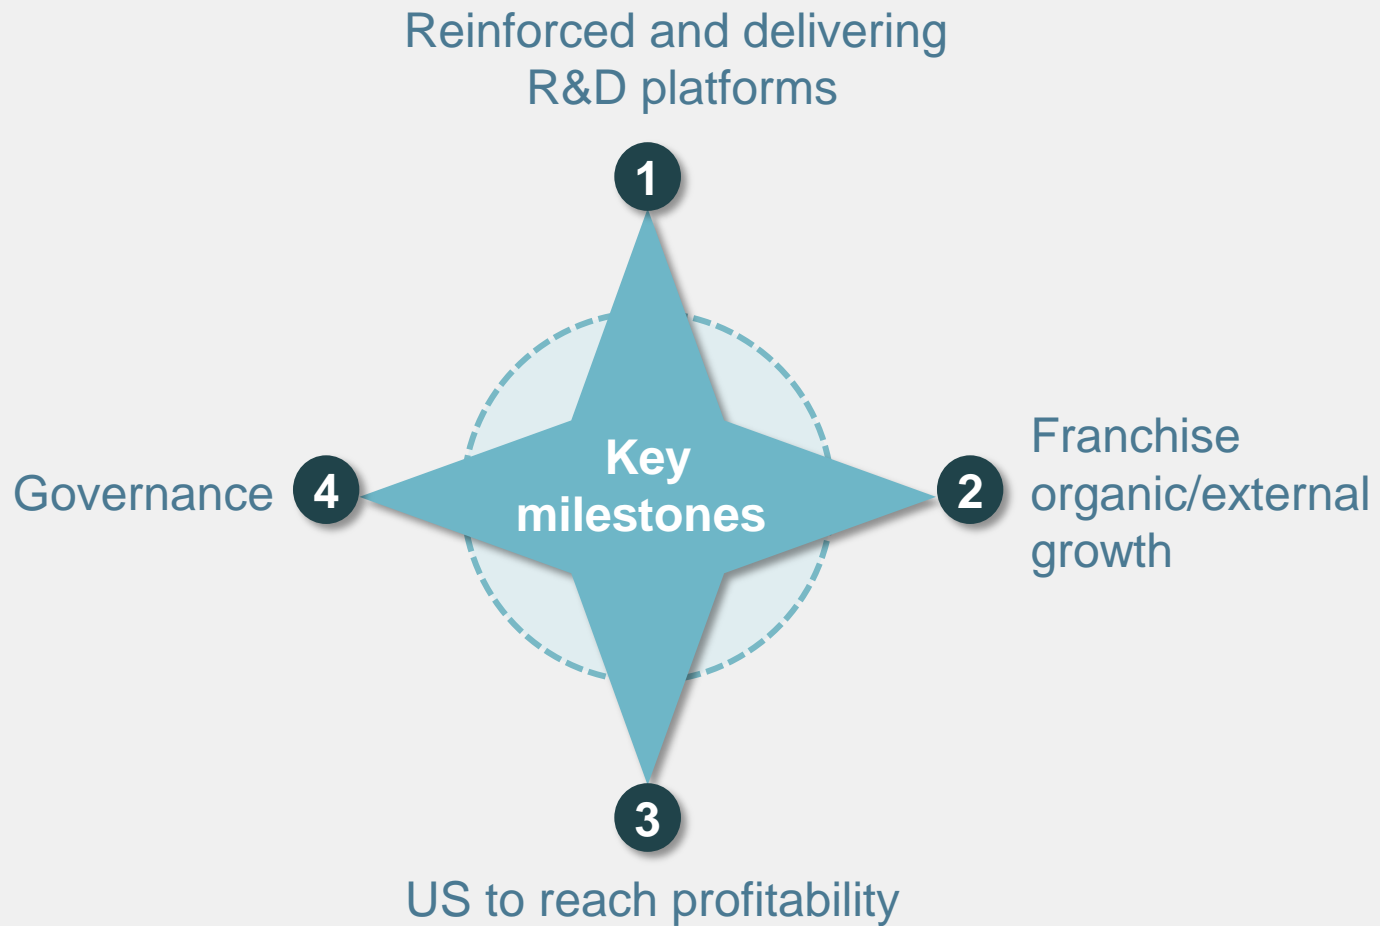 Reinforced and delivering
R&D platforms
1
Key
milestones
2
Franchise
organic/external
growth
3
US to reach profitability
4
Governance